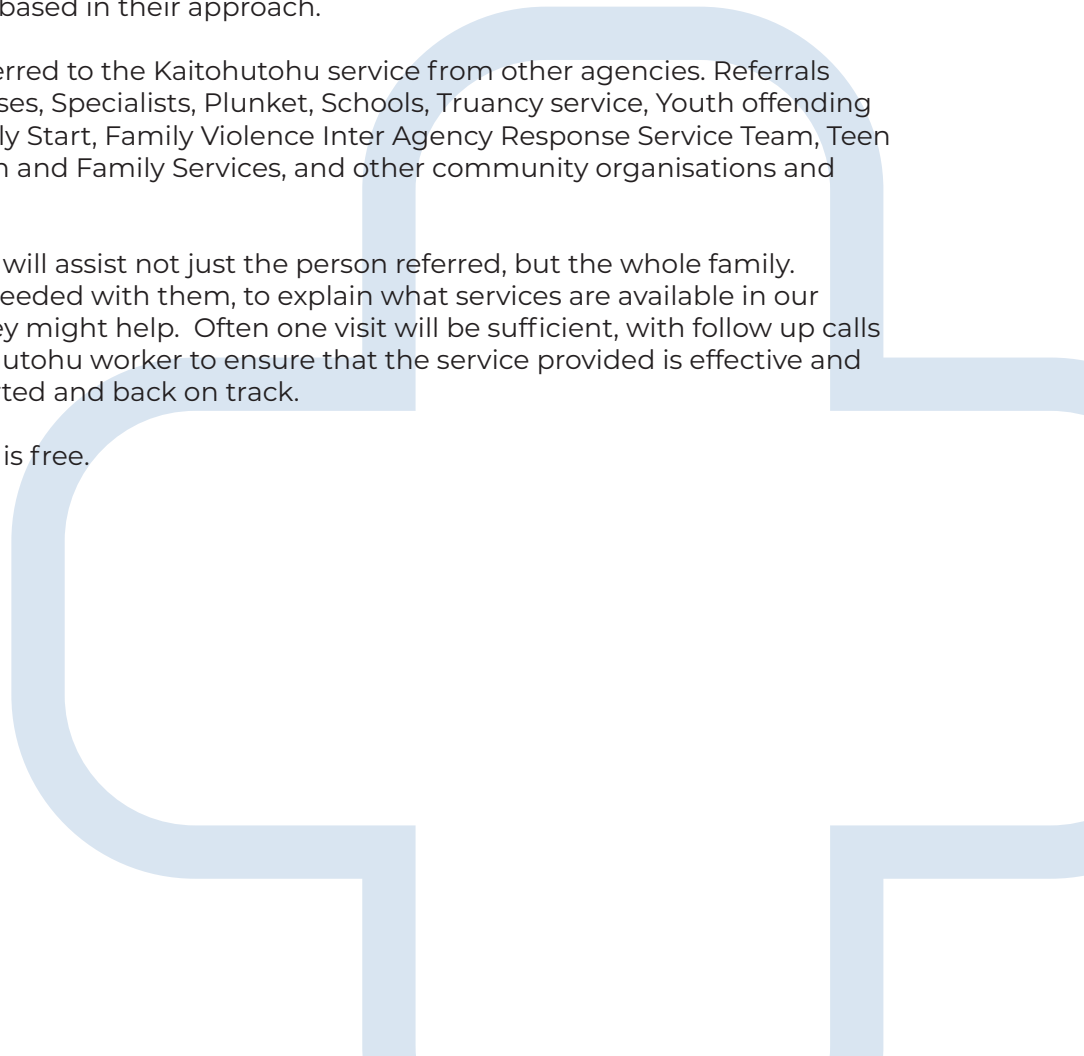 based in their approach.
erred to the Kaitohutohu service from other agencies. Referrals
ses, Specialists, Plunket, Schools, Truancy service, Youth offending
ly Start, Family Violence Inter Agency Response Service Team, Teen
n and Family Services, and other community organisations and
will assist not just the person referred, but the whole family.
eeded with them, to explain what services are available in our
ey might help. Often one visit will be sufficient, with follow up calls
utohu worker to ensure that the service provided is effective and
rted and back on track.
is free.